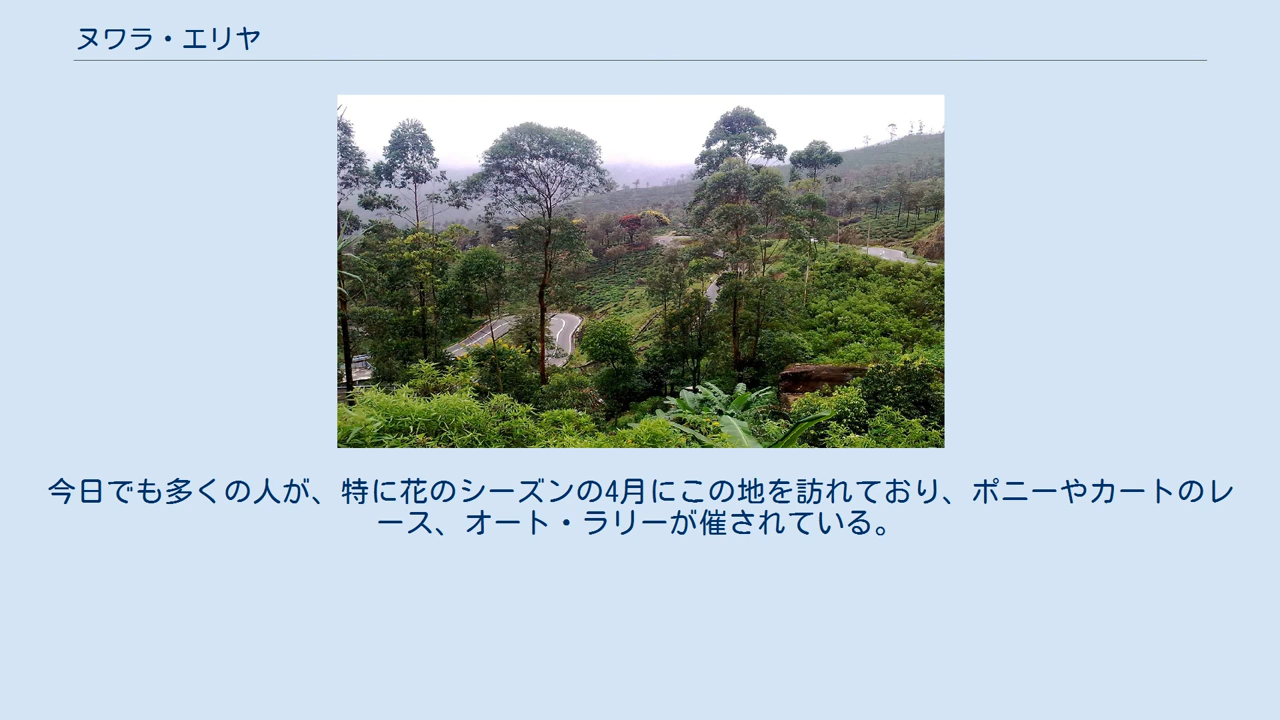 ヌワラ・エリヤ
今日でも多くの人が、特に花のシーズンの4月にこの地を訪れており、ポニーやカートのレ
ース、オート・ラリーが催されている。